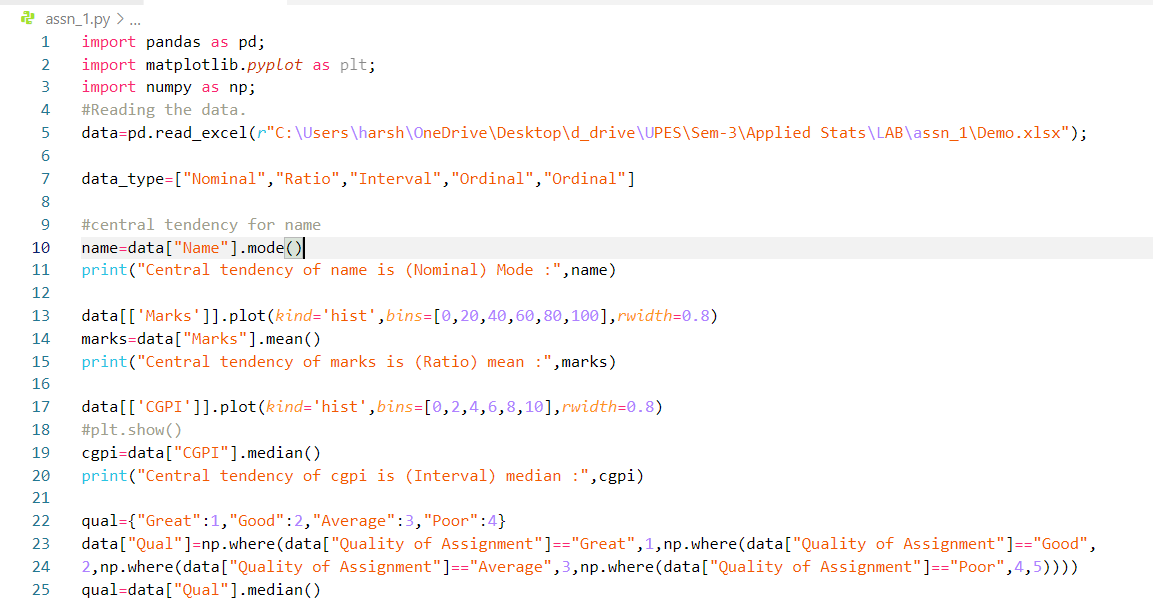 assn_1.py > ...
1 import pandas as pd;
2 import matplotlib.pyplot as plt;
3 import numpy as np;
4 #Reading the data.
5 data=pd.read_excel(r"C:\Users\harsh\OneDrive\Desktop\d_drive\UPES\Sem-3\Applied Stats\LAB\assn_1\Demo.xlsx");
6
7 data_type=["Nominal","Ratio","Interval","Ordinal","Ordinal"]
8
9 #central tendency for name
10 name=data["Name"].mode()
11 print("Central tendency of name is (Nominal) Mode :",name)
12
13 data[['Marks']].plot(kind='hist',bins=[0,20,40,60,80,100],rwidth=0.8)
14 marks=data["Marks"].mean()
15 print("Central tendency of marks is (Ratio) mean :",marks)
16
17 data[['CGPI']].plot(kind='hist',bins=[0,2,4,6,8,10],rwidth=0.8)
18 #plt.show()
19 cgpi=data["CGPI"].median()
20 print("Central tendency of cgpi is (Interval) median :",cgpi)
21
22 qual={"Great":1,"Good":2,"Average":3,"Poor":4}
23 data["Qual"]=np.where(data["Quality of Assignment"]=="Great",1,np.where(data["Quality of Assignment"]=="Good",
24 2,np.where(data["Quality of Assignment"]=="Average",3,np.where(data["Quality of Assignment"]=="Poor",4,5))))
25 qual=data["Qual"].median()